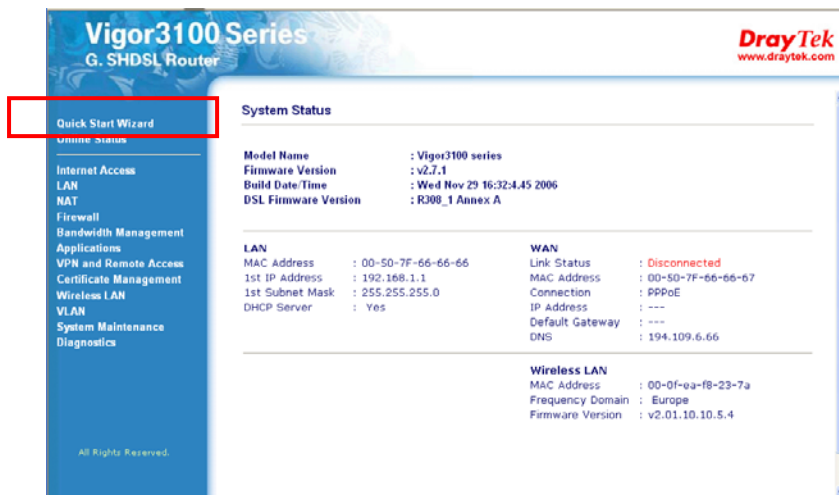 Vigor3100 Series
G. SHDSL Router
DrayTek
www.draytek.com
Quick Start Wizard
Online Status
Internet Access
LAN
NAT
Firewall
Bandwidth Management
Applications
VPN and Remote Access
Certificate Management
Wireless LAN
VLAN
System Maintenance
Diagnostics
All Rights Reserved.
System Status
Model Name : Vigor3100 series
Firmware Version : v2.7.1
Build Date/Time : Wed Nov 29 16:32:4.45 2006
DSL Firmware Version : R308_1 Annex A
LAN
MAC Address : 00-50-7F-66-66-66
1st IP Address : 192.168.1.1
1st Subnet Mask : 255.255.255.0
DHCP Server : Yes
WAN
Link Status : Disconnected
MAC Address : 00-50-7F-66-66-67
Connection : PPPoE
IP Address : ---
Default Gateway : ---
DNS : 194.109.6.66
Wireless LAN
MAC Address : 00-0f-ea-f8-23-7a
Frequency Domain : Europe
Firmware Version : v2.01.10.10.5.4